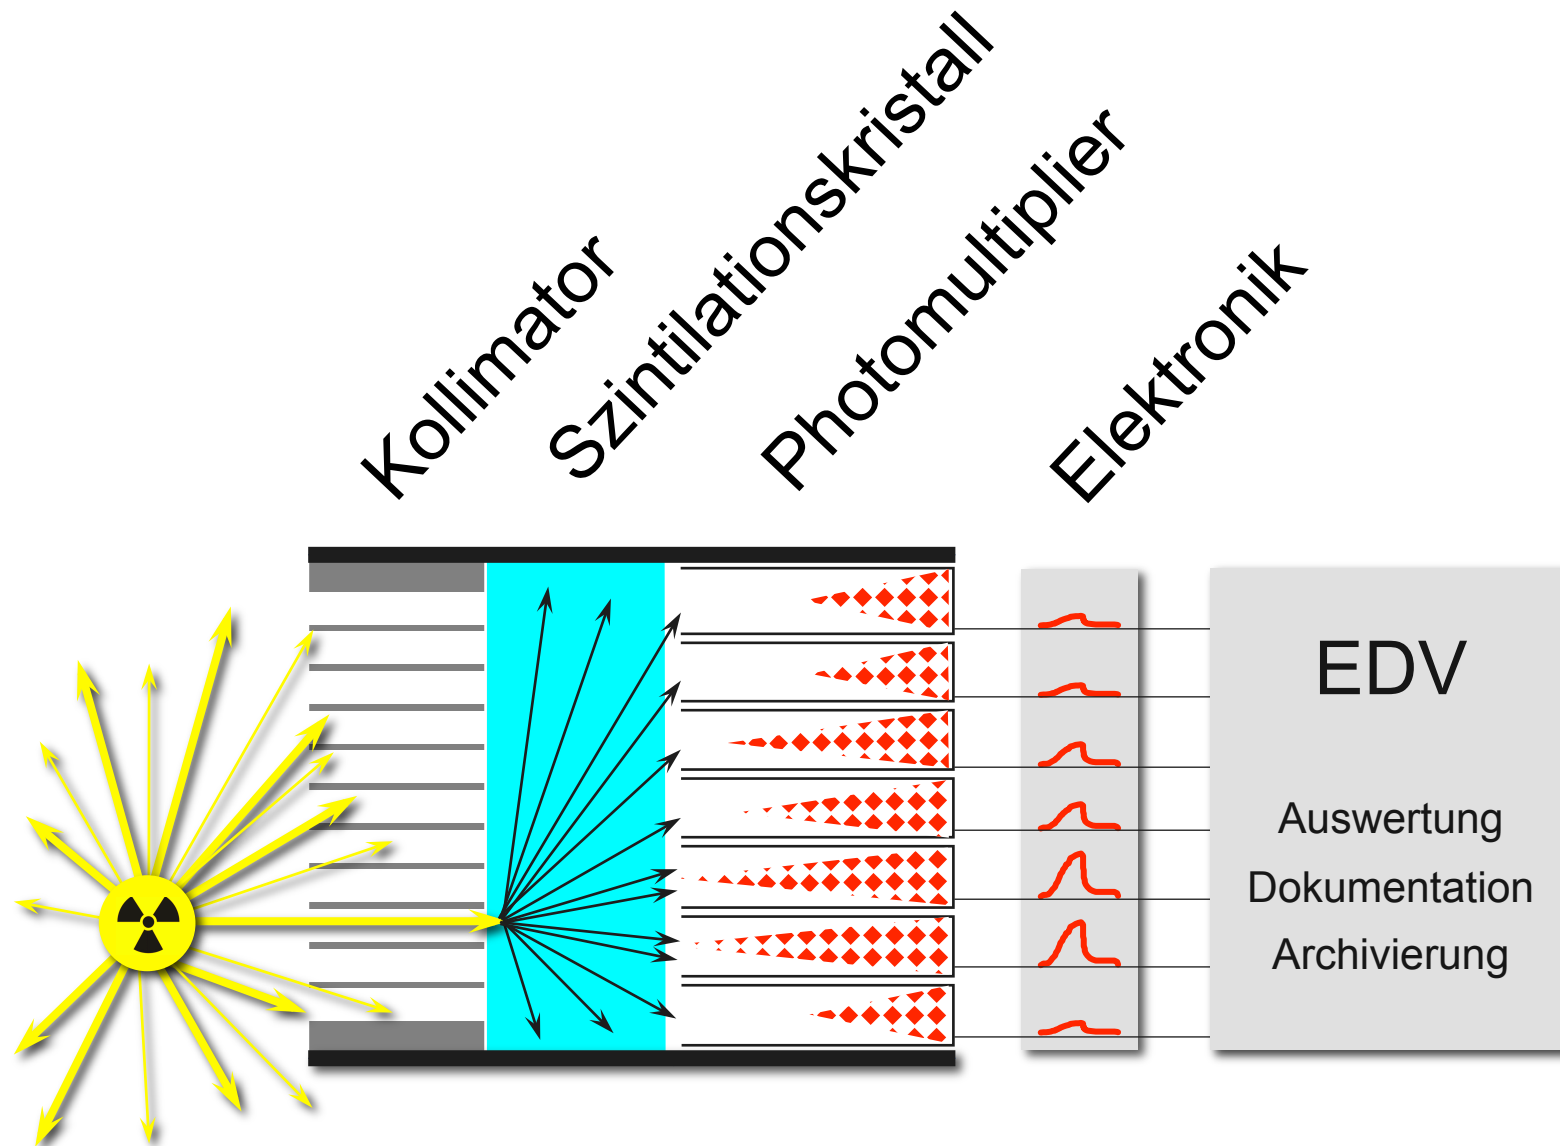 Kollimator
Szintilationskristall
Photomultiplier
Elektronik
EDV
Auswertung
Dokumentation
Archivierung